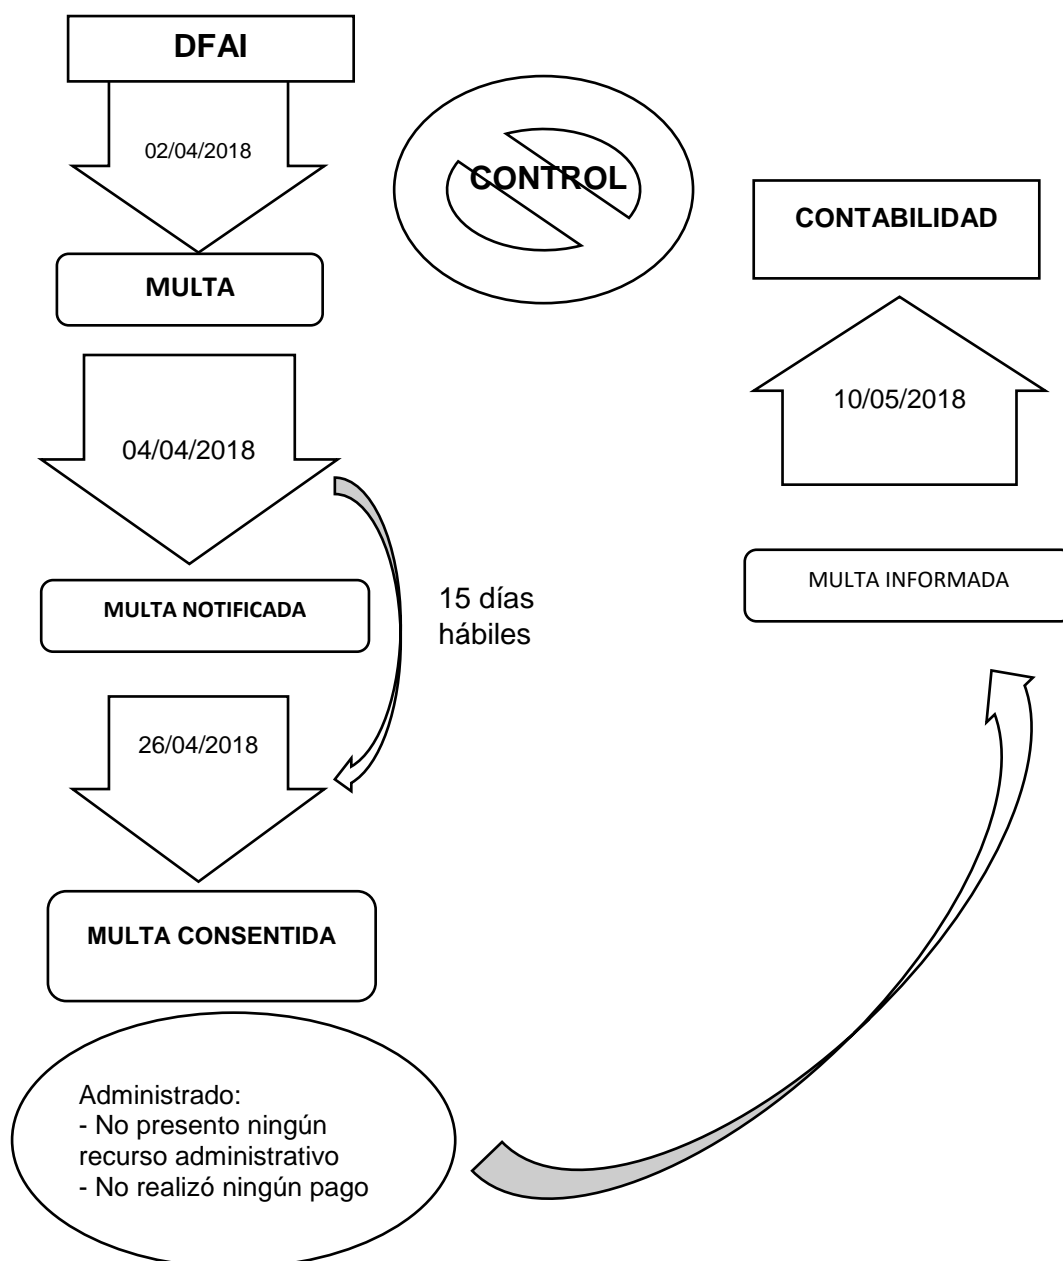 DFAI
02/04/2018
MULTA
04/04/2018
MULTA NOTIFICADA
15 días
hábiles
26/04/2018
MULTA CONSENTIDA
Administrado:
- No presento ningún
recurso administrativo
- No realizó ningún pago
CONTROL
CONTABILIDAD
10/05/2018
MULTA INFORMADA